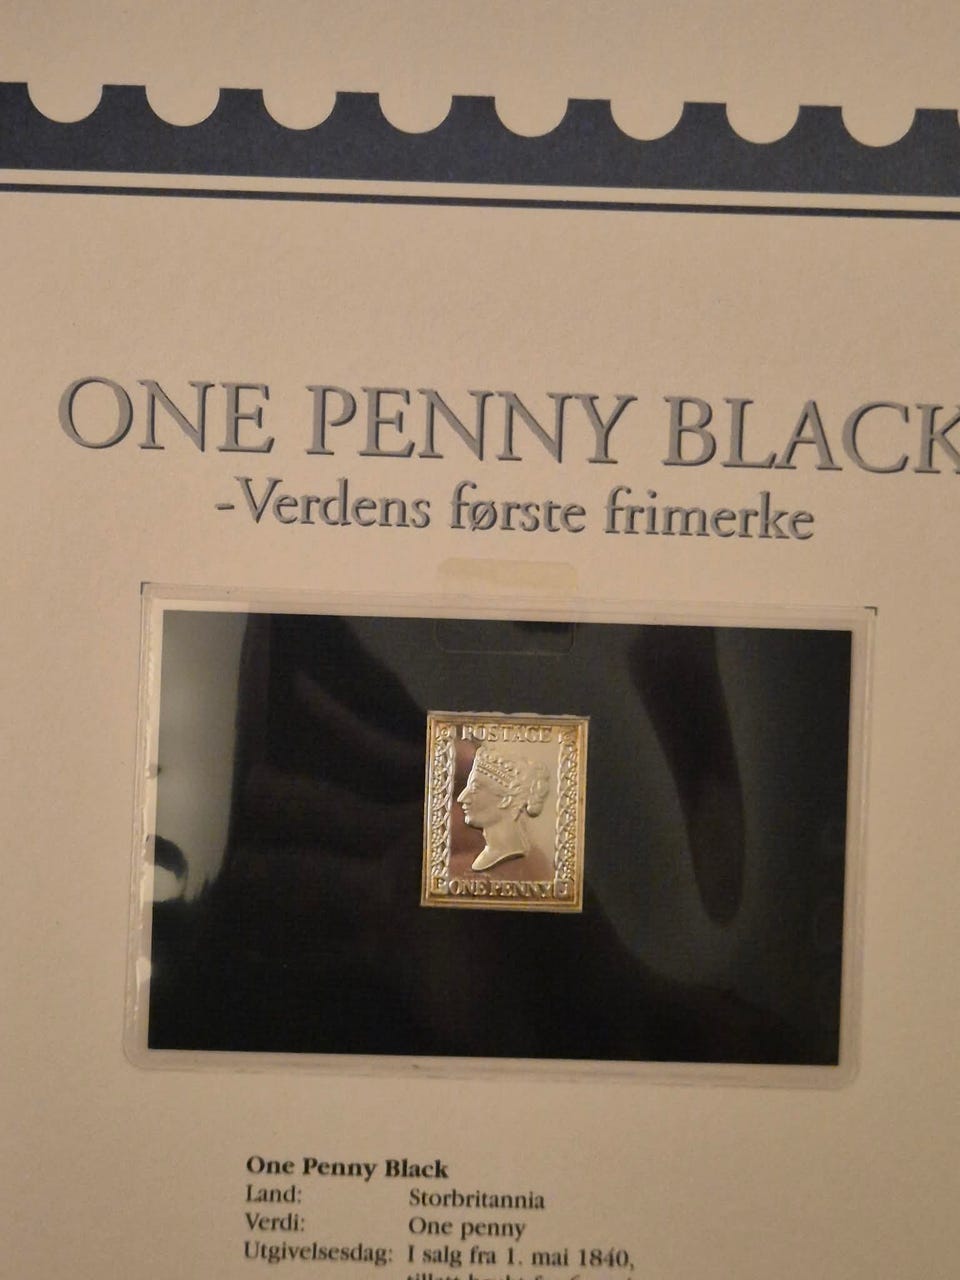 ONE PENNY BLACK
-Verdens første frimerke
POSTAGE
ONE PENNY
One Penny Black
Land: Storbritannia
Verdi: One penny
Utgivelsesdag: I salg fra 1. mai 1840,